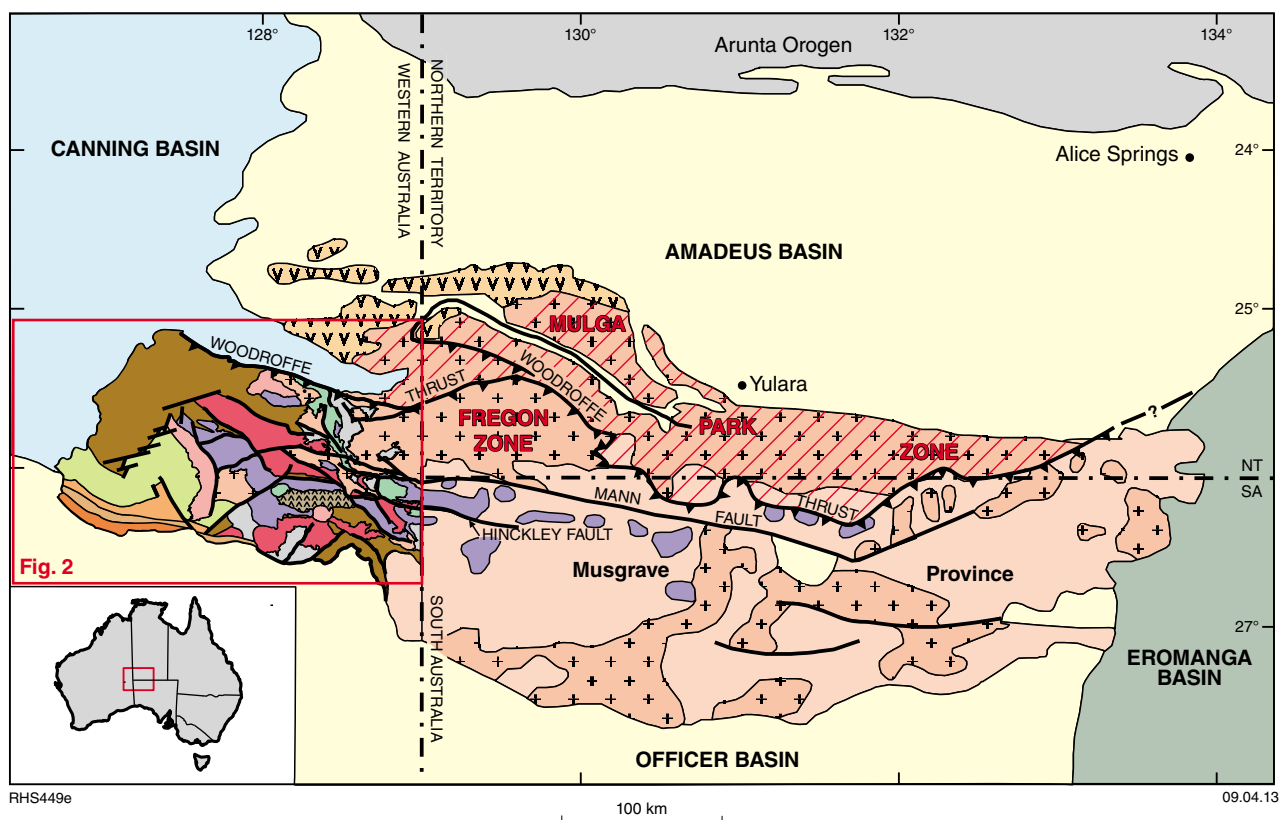 128°
130°
132°
134°
Arunta Orogen
WESTERN AUSTRALIA
NORTHERN TERRITORY
CANNING BASIN
Alice Springs
24°
AMADEUS BASIN
25°
MULGA
WOODROFFE
WOODROFFE
THRUST
Yulara
FREGON
ZONE
PARK
ZONE
?
NT
SA
MANN
THRUST
FAULT
HINCKLEY FAULT
Fig. 2
Musgrave
Province
SOUTH AUSTRALIA
27°
EROMANGA
BASIN
OFFICER BASIN
RHS449e
09.04.13
100 km